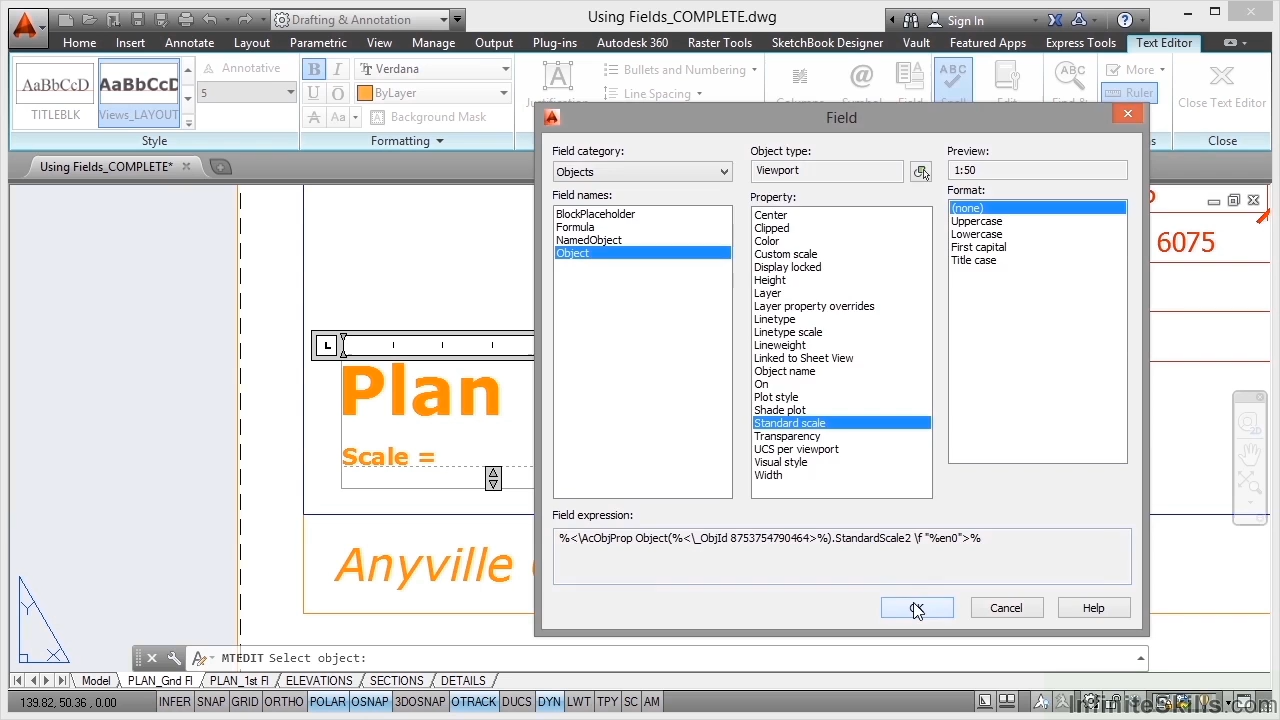 Drafting & Annotation
Using Fields_COMPLETE.dwg
Sign In
Home Insert Annotate Layout Parametric View Manage Output Plug-ins Autodesk 360 Raster Tools SketchBook Designer Vault Featured Apps Express Tools Text Editor
AaBbCcD
TITLEBLK
AaBbCcD
Views_LAYOUT
Annotative
5
Style
B I
Verdana
U O
ByLayer
A Aa
Background Mask
Formatting
Bullets and Numbering
Line Spacing
ABC
ABC
More
Ruler
Close Text Editor
Close
Using Fields_COMPLETE*
Field
Field category:
Objects
Field names:
BlockPlaceholder
Formula
NamedObject
Object
Object type:
Viewport
Property:
Center
Clipped
Color
Custom scale
Display locked
Height
Layer
Layer property overrides
Linetype
Linetype scale
Lineweight
Linked to Sheet View
Object name
On
Plot style
Shade plot
Standard scale
Transparency
UCS per viewport
Visual style
Width
Preview:
1:50
Format:
(none)
Uppercase
Lowercase
First capital
Title case
Field expression:
%<\AcObjProp Object(%<\_ObjId 8753754790464>%).StandardScale2 \f "%en0">%
OK Cancel Help
6075
L
Plan
Scale =
Anyville
Y
X
MTEDIT Select object:
Model PLAN_Gnd Fl PLAN_1st Fl ELEVATIONS SECTIONS DETAILS
139.82, 50.36, 0.00
INFER SNAP GRID ORTHO POLAR OSNAP 3DOSNAP OTRACK DUCS DYN LWT TPY SC AM
InfiniteSkills.com